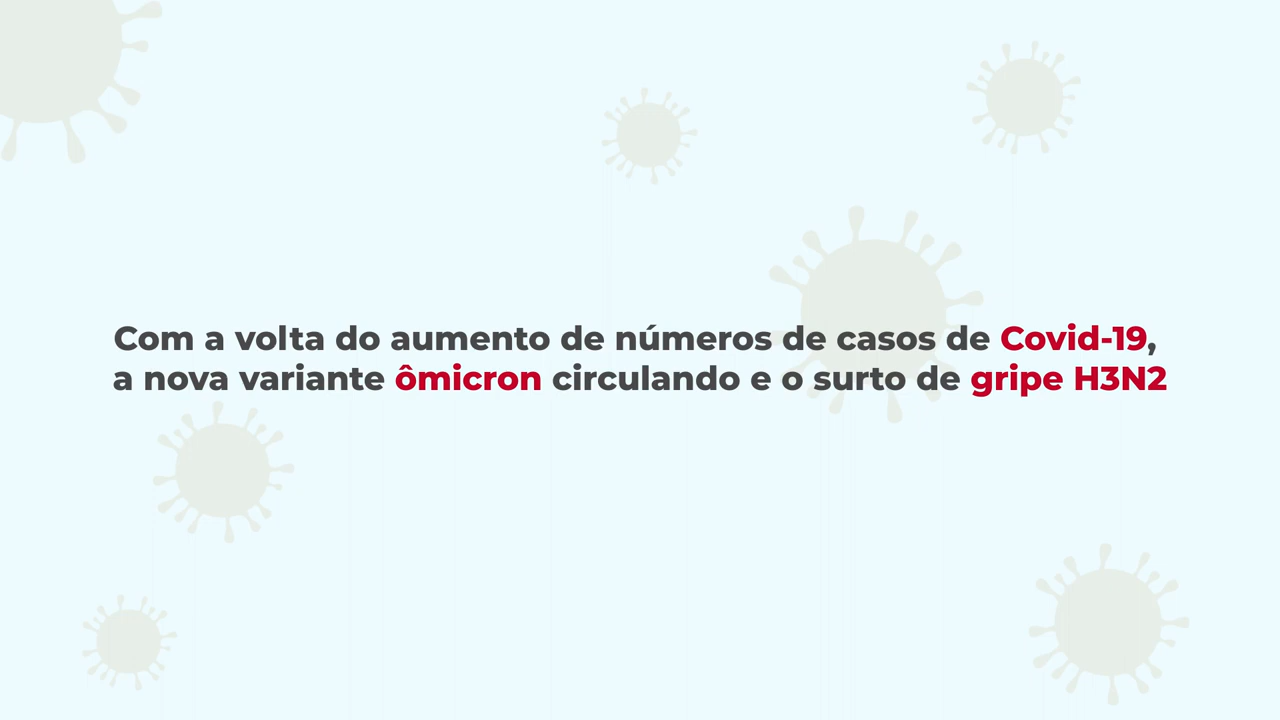 Com a volta do aumento de números de casos de Covid-19,
a nova variante ômicron circulando e o surto de gripe H3N2